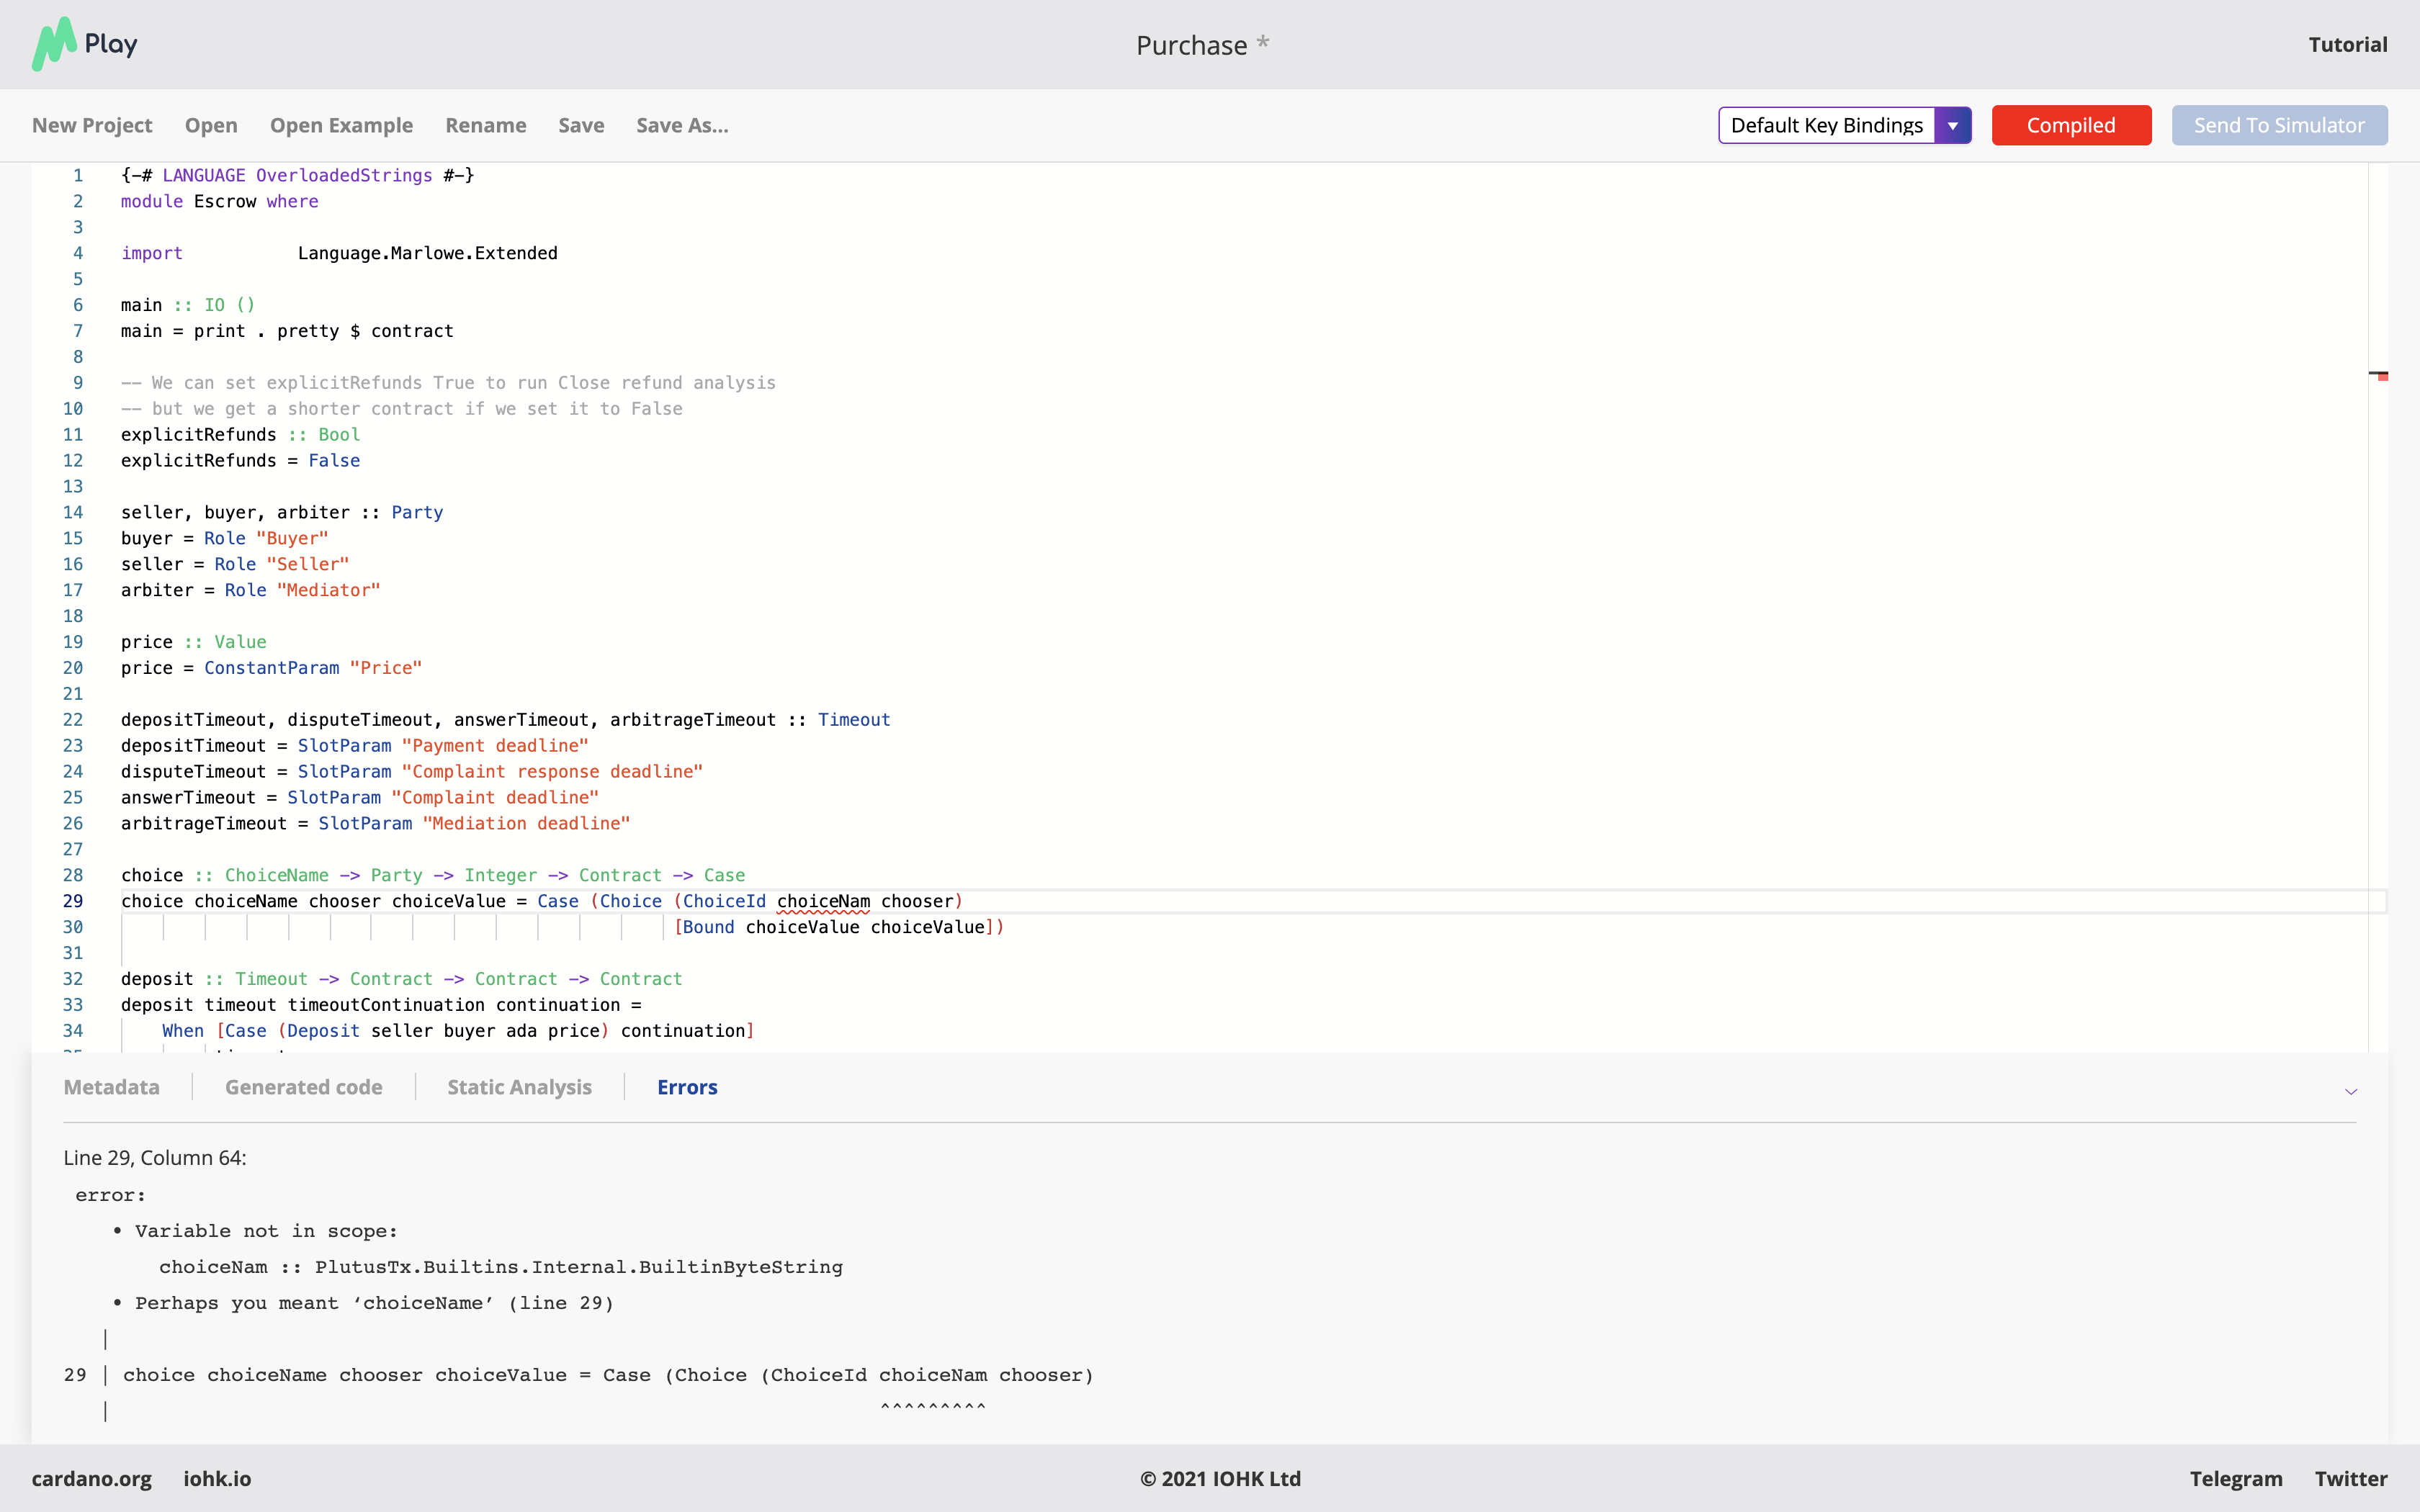 Play
Purchase *
Tutorial
New Project Open Open Example Rename Save Save As...
Default Key Bindings
Compiled
Send To Simulator
1 {-# LANGUAGE OverloadedStrings #-}
2 module Escrow where
3
4 import           Language.Marlowe.Extended
5
6 main :: IO ()
7 main = print . pretty $ contract
8
9 -- We can set explicitRefunds True to run Close refund analysis
10 -- but we get a shorter contract if we set it to False
11 explicitRefunds :: Bool
12 explicitRefunds = False
13
14 seller, buyer, arbiter :: Party
15 buyer = Role "Buyer"
16 seller = Role "Seller"
17 arbiter = Role "Mediator"
18
19 price :: Value
20 price = ConstantParam "Price"
21
22 depositTimeout, disputeTimeout, answerTimeout, arbitrageTimeout :: Timeout
23 depositTimeout = SlotParam "Payment deadline"
24 disputeTimeout = SlotParam "Complaint response deadline"
25 answerTimeout = SlotParam "Complaint deadline"
26 arbitrageTimeout = SlotParam "Mediation deadline"
27
28 choice :: ChoiceName -> Party -> Integer -> Contract -> Case
29 choice choiceName chooser choiceValue = Case (Choice (ChoiceId choiceNam chooser)
30                                                      [Bound choiceValue choiceValue])
31
32 deposit :: Timeout -> Contract -> Contract -> Contract
33 deposit timeout timeoutContinuation continuation =
34     When [Case (Deposit seller buyer ada price) continuation]
Metadata Generated code Static Analysis Errors
Line 29, Column 64:
error:
• Variable not in scope:
choiceNam :: PlutusTx.Builtins.Internal.BuiltinByteString
• Perhaps you meant ‘choiceName’ (line 29)
|
29 | choice choiceName chooser choiceValue = Case (Choice (ChoiceId choiceNam chooser)
|                                                                ^^^^^^^^^
cardano.org iohk.io
© 2021 IOHK Ltd
Telegram Twitter